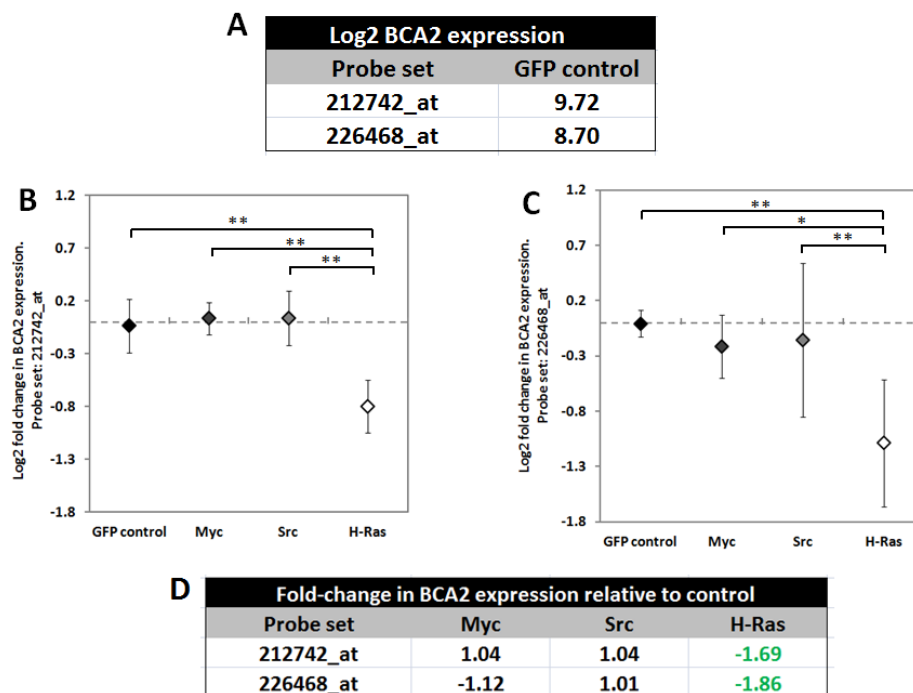 A
Log2 BCA2 expression
Probe set GFP control
212742_at 9.72
226468_at 8.70
B
Log2 fold change in BCA2 expression.
Probe set: 212742_at
1.2
0.7
0.2
-0.3
-0.8
-1.3
-1.8
**
**
**
GFP control Myc Src H-Ras
C
Log2 fold change in BCA2 expression.
Probe set: 226468_at
1.2
0.7
0.2
-0.3
-0.8
-1.3
-1.8
**
*
**
GFP control Myc Src H-Ras
D
Fold-change in BCA2 expression relative to control
Probe set Myc Src H-Ras
212742_at 1.04 1.04 -1.69
226468_at -1.12 1.01 -1.86